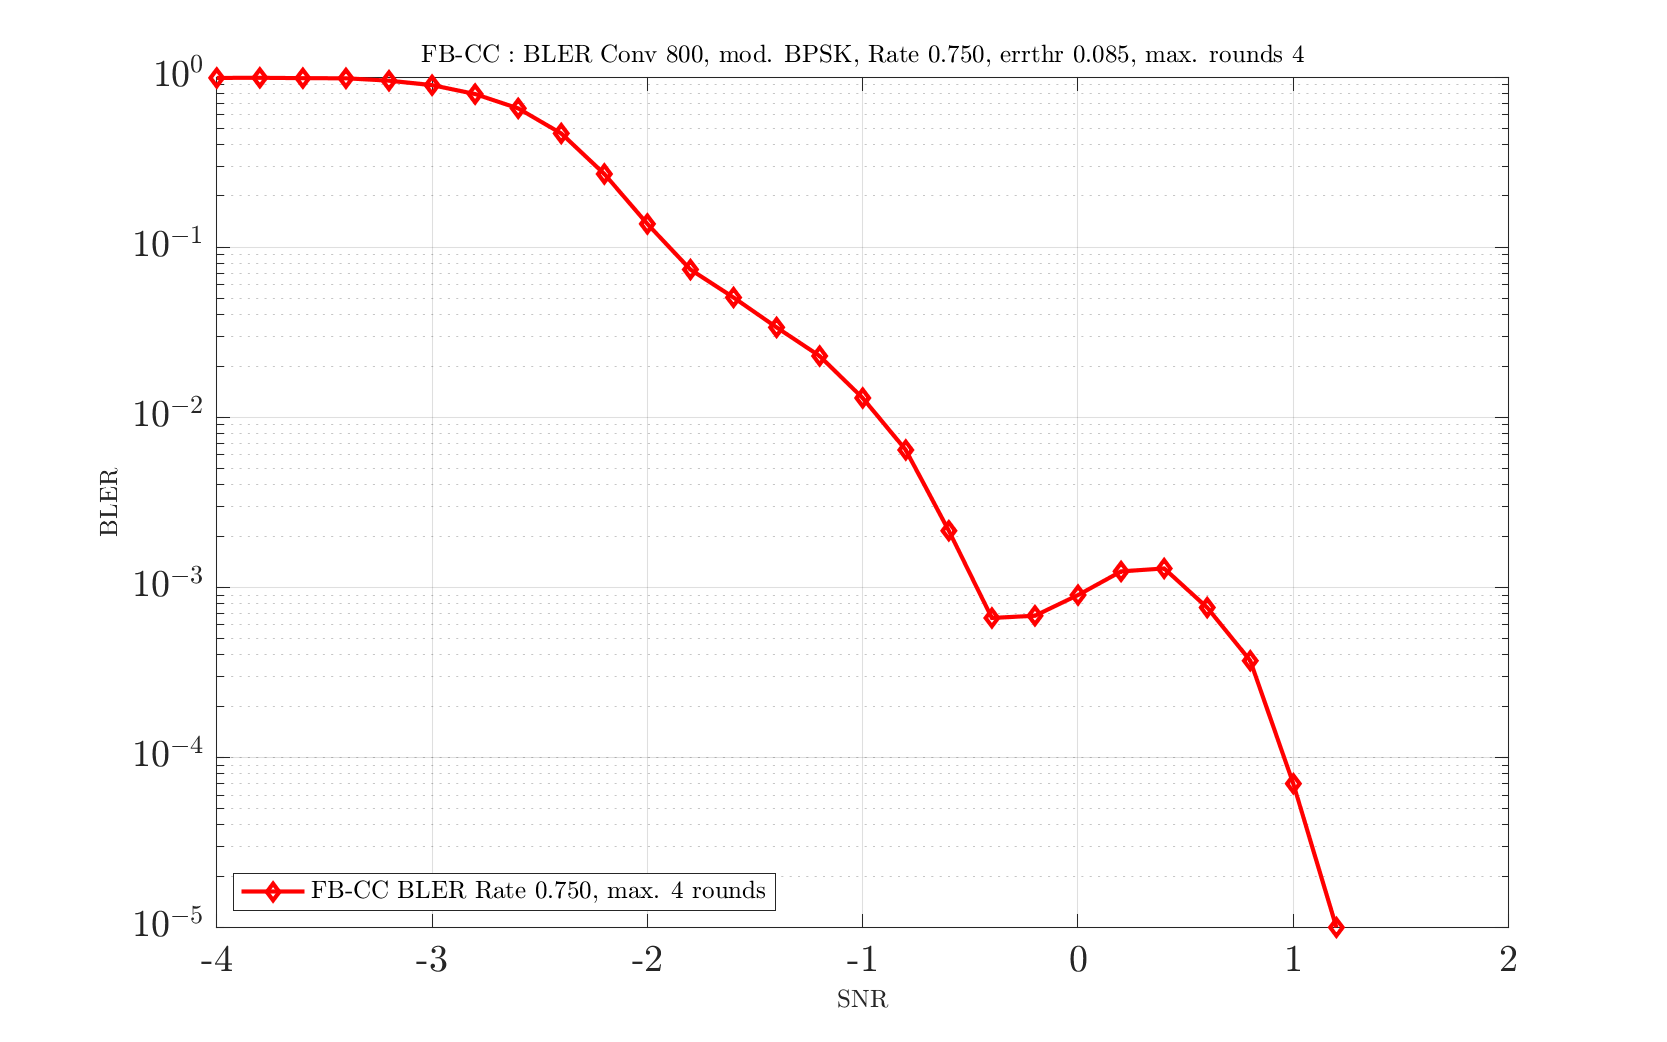 FB-CC : BLER Conv 800, mod. BPSK, Rate 0.750, errthr 0.085, max. rounds 4
10^0
10^-1
10^-2
10^-3
10^-4
10^-5
BLER
FB-CC BLER Rate 0.750, max. 4 rounds
-4 -3 -2 -1 0 1 2
SNR